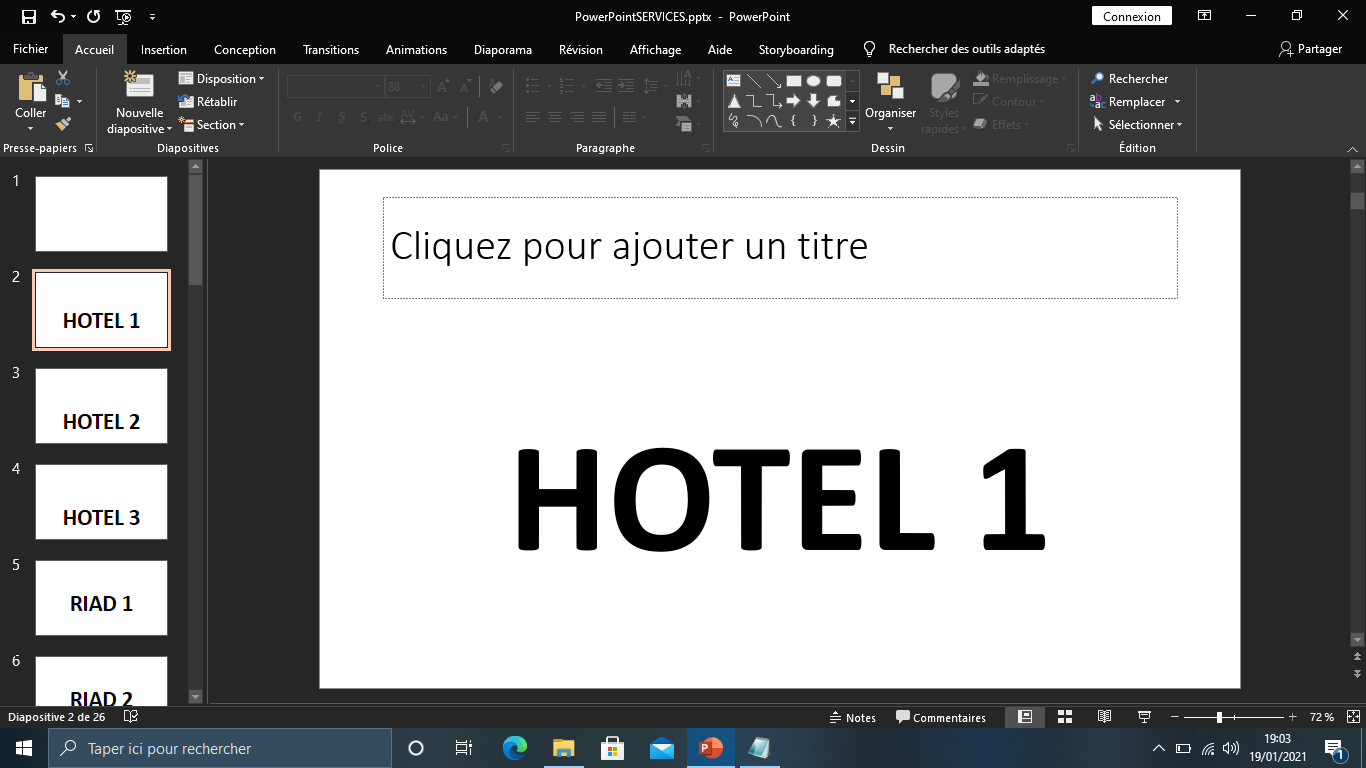 PowerPointSERVICES.pptx - PowerPoint
Connexion
Fichier
Accueil
Insertion
Conception
Transitions
Animations
Diaporama
Révision
Affichage
Aide
Storyboarding
Rechercher des outils adaptés
Partager
Coller
Nouvelle
diapositive
Disposition
Rétablir
Section
88
G I S S abc AV Aa A
Organiser
Styles
rapides
Remplissage
Contour
Effets
Rechercher
Remplacer
Sélectionner
Presse-papiers
Diapositives
Police
Paragraphe
Dessin
Édition
1
2
HOTEL 1
3
HOTEL 2
4
HOTEL 3
5
RIAD 1
6
RIAD 2
Cliquez pour ajouter un titre
HOTEL 1
Diapositive 2 de 26
Notes
Commentaires
72 %
Taper ici pour rechercher
19:03
19/01/2021
1